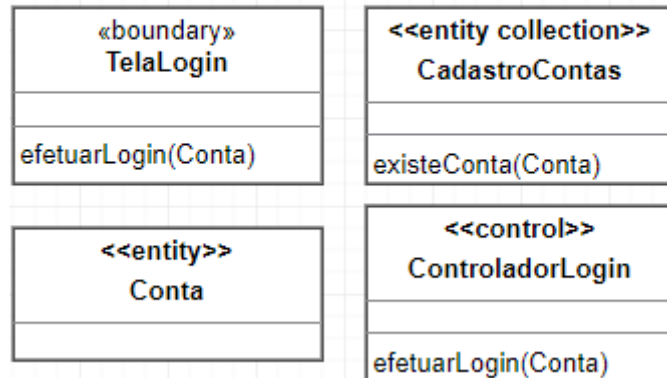 «boundary»
TelaLogin
efetuarLogin(Conta)
<<entity collection>>
CadastroContas
existeConta(Conta)
<<entity>>
Conta
<<control>>
ControladorLogin
efetuarLogin(Conta)